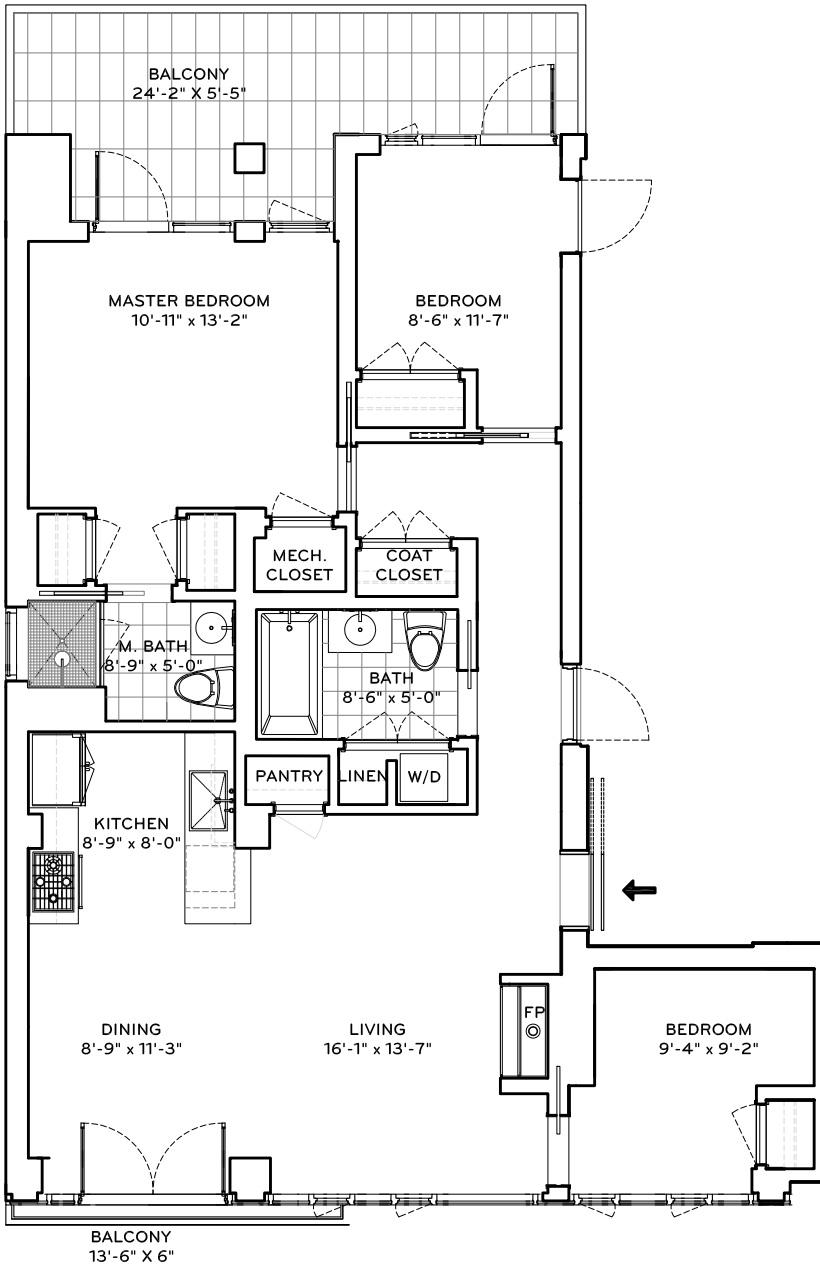 BALCONY
24'-2" X 5'-5"
MASTER BEDROOM
10'-11" x 13'-2"
BEDROOM
8'-6" x 11'-7"
MECH.
CLOSET
COAT
CLOSET
M. BATH
8'-9" x 5'-0"
BATH
8'-6" x 5'-0"
PANTRY
LINEN
W/D
KITCHEN
8'-9" x 8'-0"
FP
DINING
8'-9" x 11'-3"
LIVING
16'-1" x 13'-7"
BEDROOM
9'-4" x 9'-2"
BALCONY
13'-6" X 6"